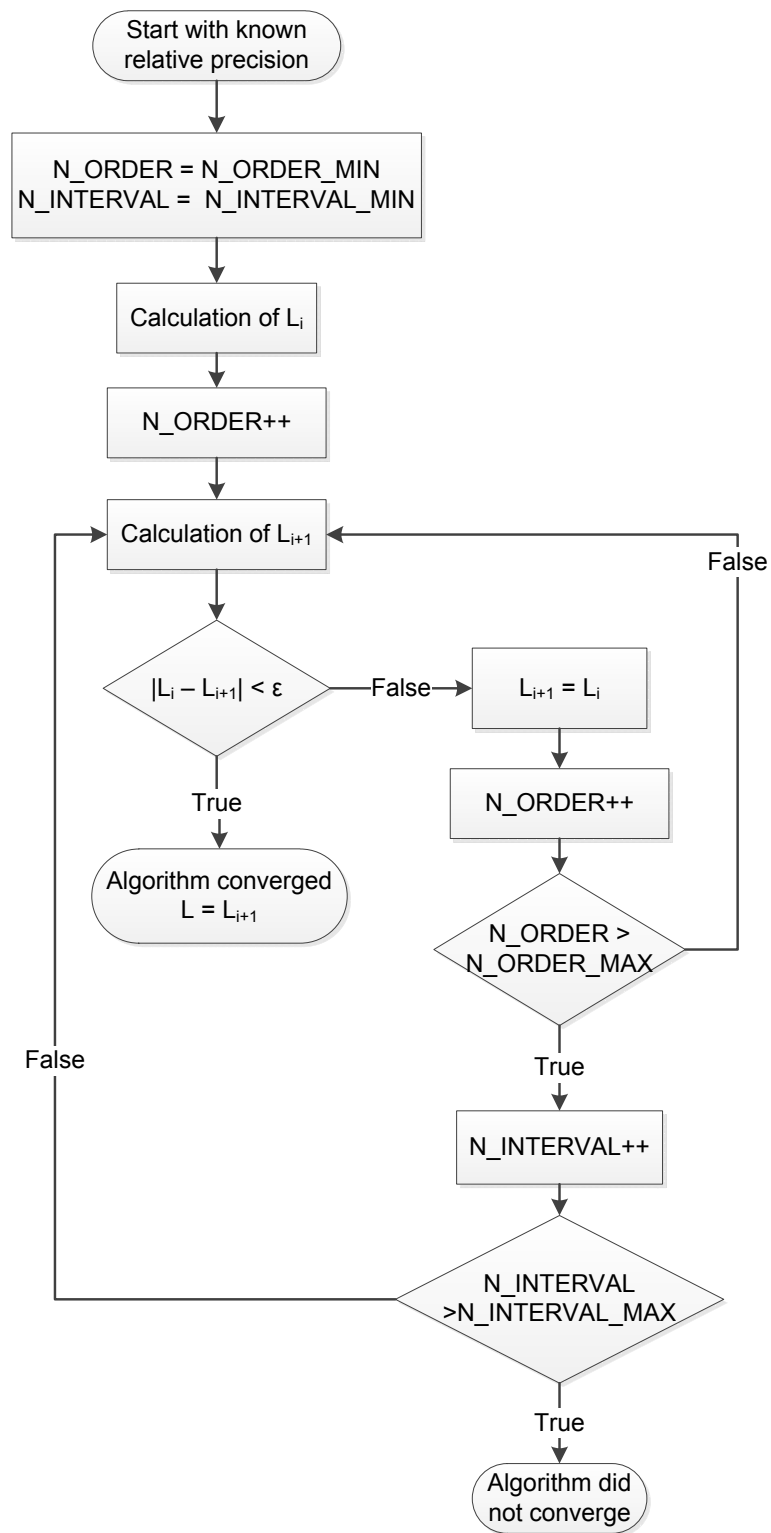 Start with known
relative precision
N_ORDER = N_ORDER_MIN
N_INTERVAL = N_INTERVAL_MIN
Calculation of Lᵢ
N_ORDER++
Calculation of Lᵢ₊₁
False
|Lᵢ – Lᵢ₊₁| < ε
False
Lᵢ₊₁ = Lᵢ
True
N_ORDER++
Algorithm converged
L = Lᵢ₊₁
N_ORDER >
N_ORDER_MAX
False
True
N_INTERVAL++
N_INTERVAL
>N_INTERVAL_MAX
True
Algorithm did
not converge